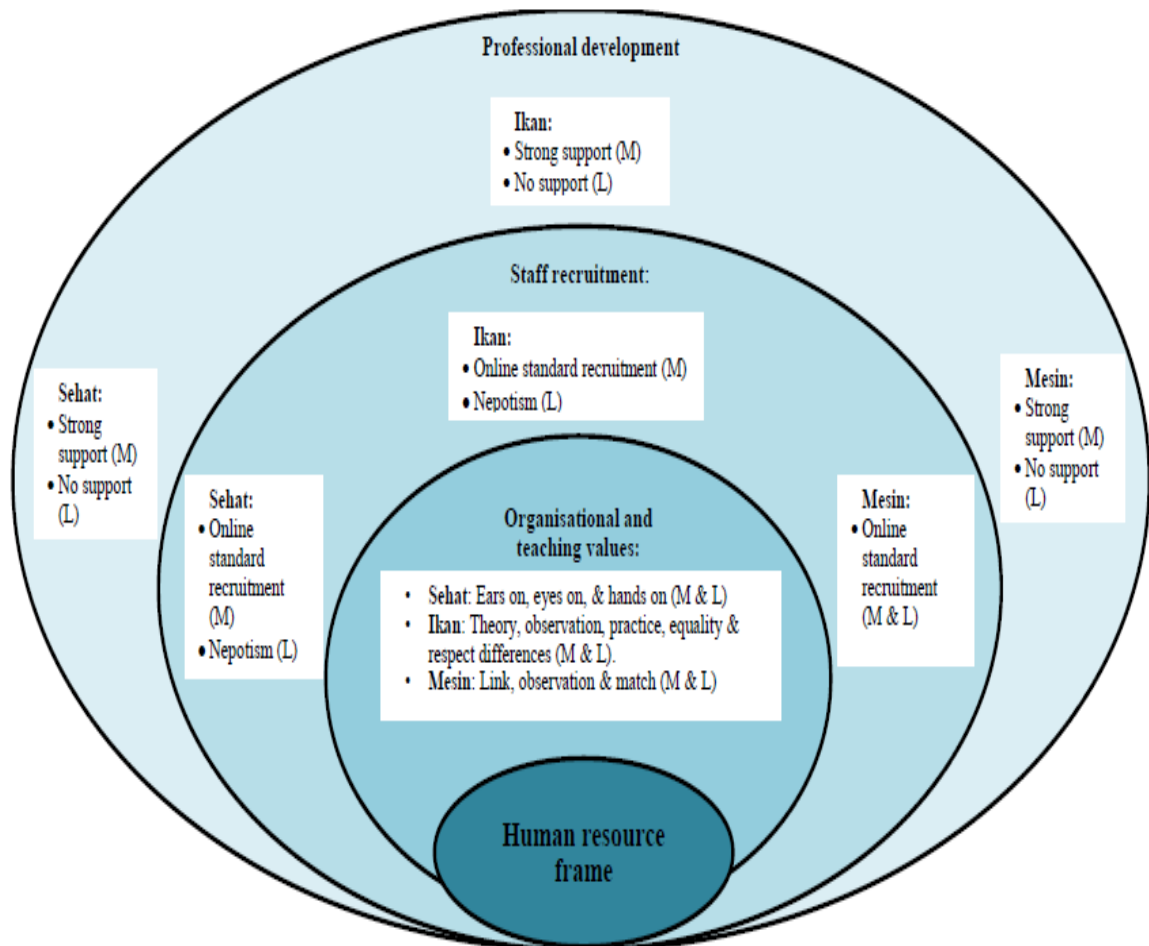 Professional development
Ikan:
• Strong support (M)
• No support (L)
Staff recruitment:
Ikan:
• Online standard recruitment (M)
• Nepotism (L)
Sehat:
• Strong
support (M)
• No support
(L)
Mesin:
• Strong
support (M)
• No support
(L)
Sehat:
• Online
standard
recruitment
(M)
• Nepotism (L)
Mesin:
• Online
standard
recruitment
(M & L)
Organisational and
teaching values:
• Sehat: Ears on, eyes on, & hands on (M & L)
• Ikan: Theory, observation, practice, equality &
respect differences (M & L).
• Mesin: Link, observation & match (M & L)
Human resource
frame